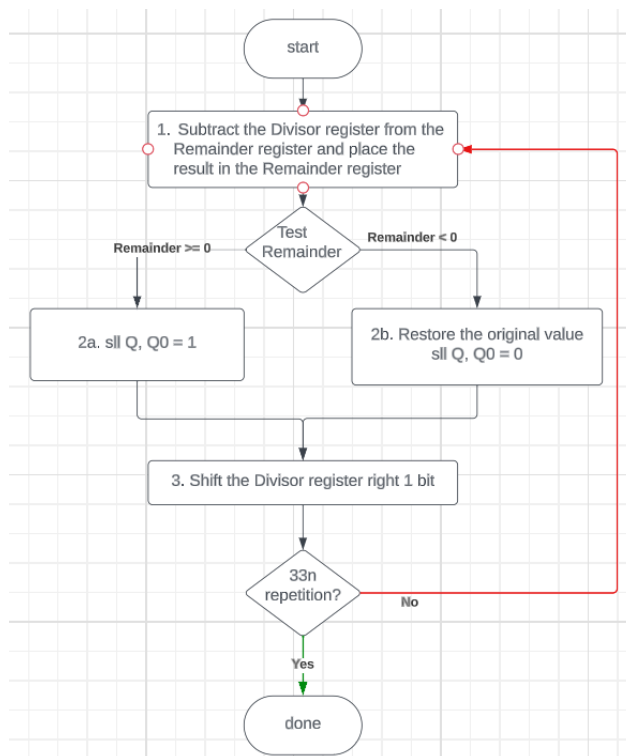 start
1. Subtract the Divisor register from the
Remainder register and place the
result in the Remainder register
Test
Remainder
Remainder >= 0
Remainder < 0
2a. sll Q, Q0 = 1
2b. Restore the original value
sll Q, Q0 = 0
3. Shift the Divisor register right 1 bit
33n
repetition?
No
Yes
done